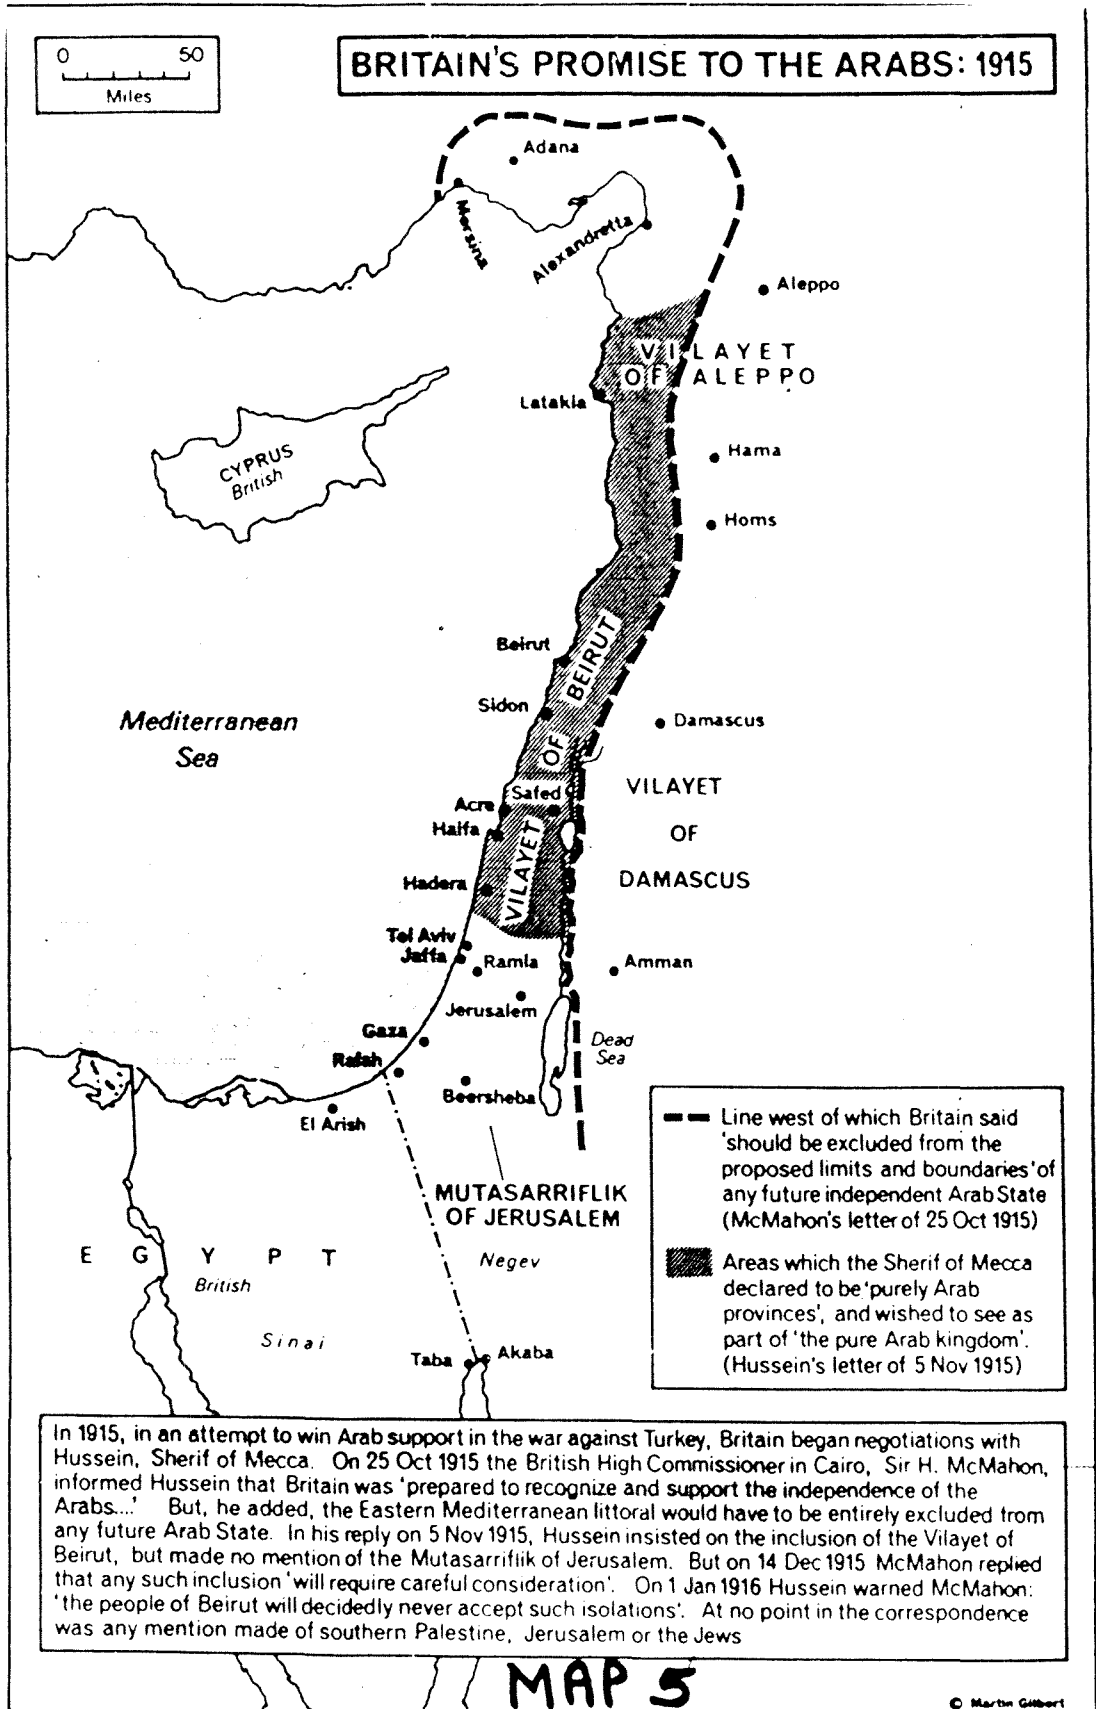 0 50
Miles
BRITAIN'S PROMISE TO THE ARABS: 1915
Adana
Mersina
Alexandretta
Aleppo
VILAYET
OF ALEPPO
Latakia
CYPRUS
British
Hama
Homs
Beirut
BEIRUT
Sidon
Mediterranean
Sea
Damascus
OF
Safed
VILAYET
OF
DAMASCUS
Acre
Haifa
VILAYET
Hadera
Tel Aviv
Jaffa
Ramla
Amman
Jerusalem
Gaza
Dead
Sea
Rafah
Beersheba
El Arish
MUTASARRIFLIK
OF JERUSALEM
EGYPT
British
Negev
Sinai
Taba
Akaba
Line west of which Britain said
'should be excluded from the
proposed limits and boundaries' of
any future independent Arab State
(McMahon's letter of 25 Oct 1915)
Areas which the Sherif of Mecca
declared to be 'purely Arab
provinces', and wished to see as
part of 'the pure Arab kingdom'.
(Hussein's letter of 5 Nov 1915)
In 1915, in an attempt to win Arab support in the war against Turkey, Britain began negotiations with
Hussein, Sherif of Mecca. On 25 Oct 1915 the British High Commissioner in Cairo, Sir H. McMahon,
informed Hussein that Britain was 'prepared to recognize and support the independence of the
Arabs....' But, he added, the Eastern Mediterranean littoral would have to be entirely excluded from
any future Arab State. In his reply on 5 Nov 1915, Hussein insisted on the inclusion of the Vilayet of
Beirut, but made no mention of the Mutasarriflik of Jerusalem. But on 14 Dec 1915 McMahon replied
that any such inclusion 'will require careful consideration'. On 1 Jan 1916 Hussein warned McMahon:
'the people of Beirut will decidedly never accept such isolations'. At no point in the correspondence
was any mention made of southern Palestine, Jerusalem or the Jews
MAP 5
© Martin Gilbert